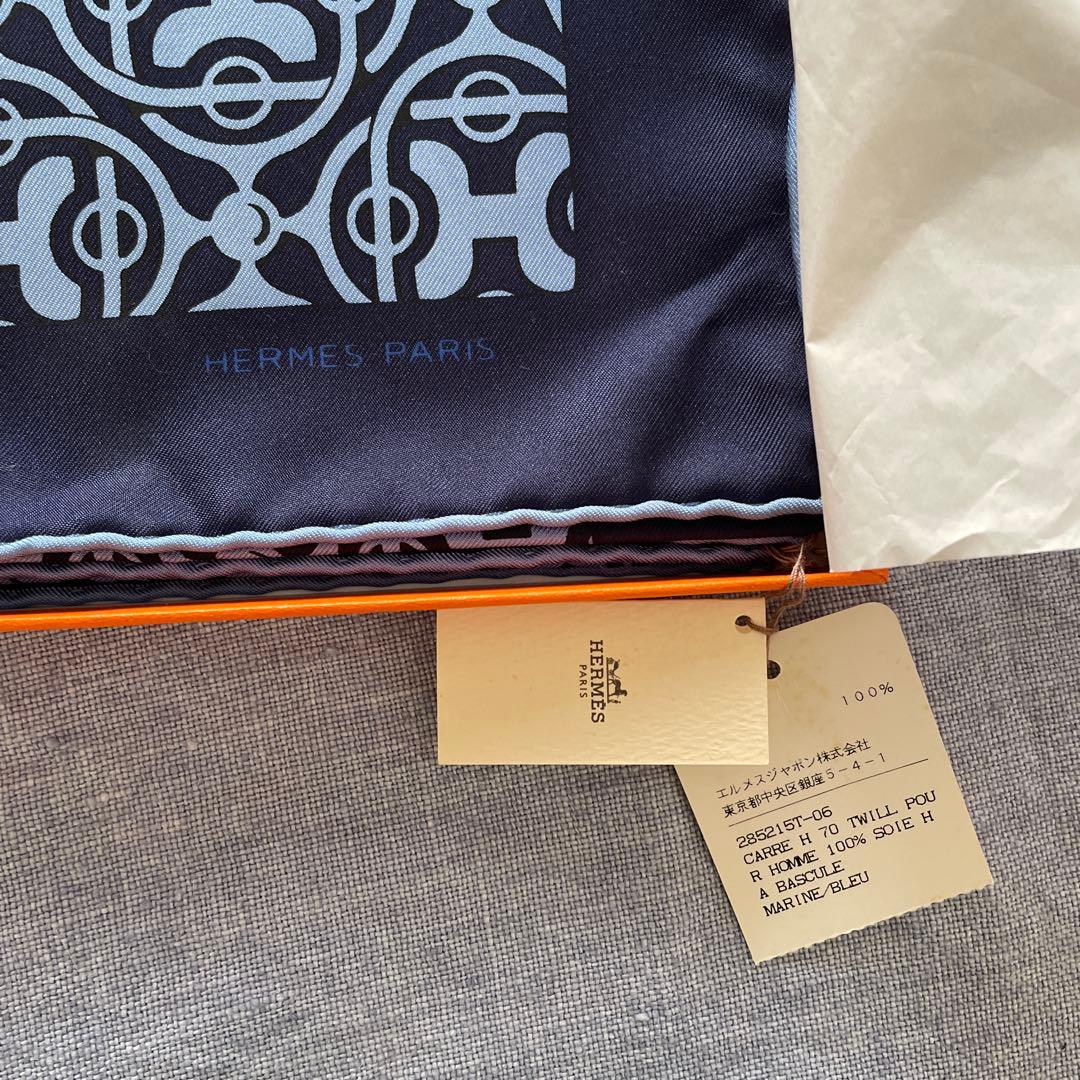 HERMES PARIS
HERMÈS
PARIS
100%
エルメスジャポン株式会社
東京都中央区銀座5-4-1
285215T-06
CARRE H 70 TWILL POU
R HOMME 100% SOIE H
A BASCULE
MARINE/BLEU